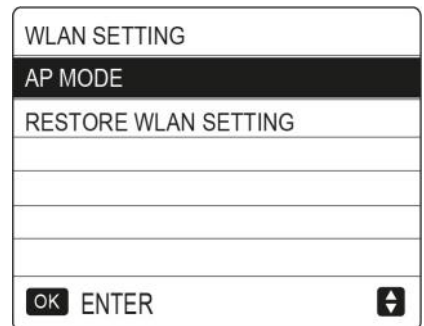 WLAN SETTING
AP MODE
RESTORE WLAN SETTING
OK ENTER